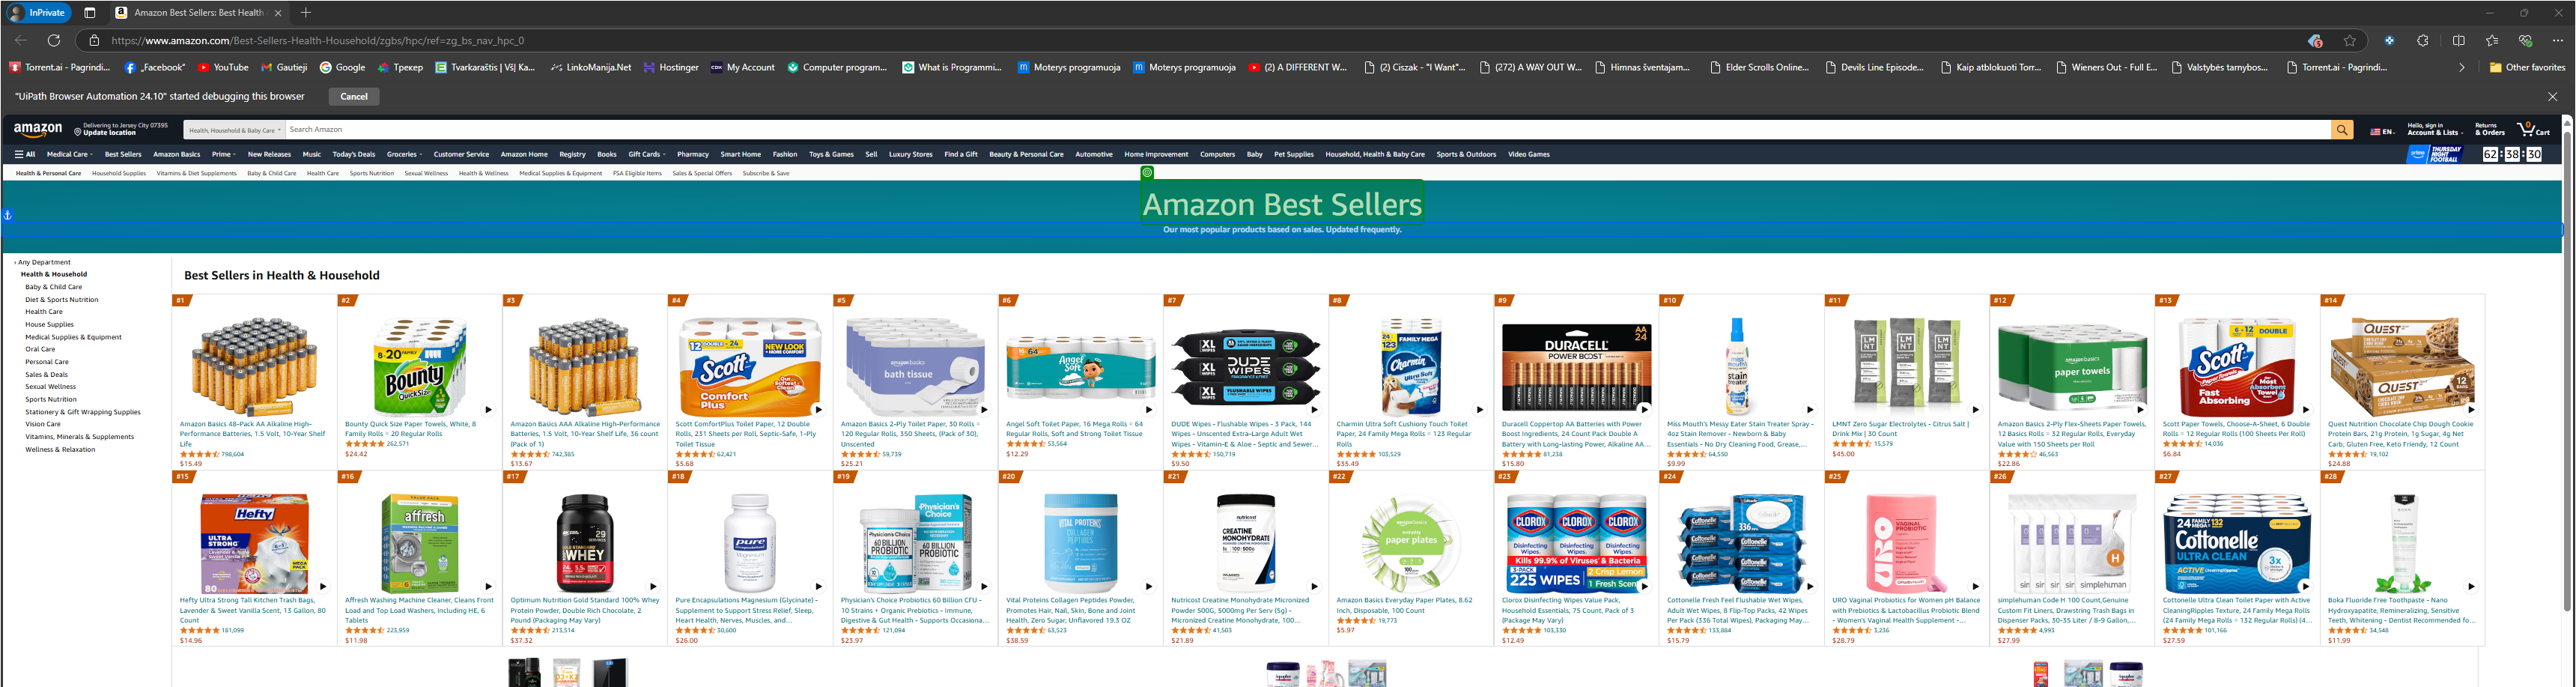 InPrivate
Amazon Best Sellers: Best Health
https://www.amazon.com/Best-Sellers-Health-Household/zgbs/hpc/ref=zg_bs_nav_hpc_0
Torrent.ai - Pagrindi... „Facebook“ YouTube Gautieji Google Трекер Tvarkaraštis | VšĮ Ka... LinkoManija.Net Hostinger My Account Computer program... What is Programmi... Moterys programuoja Moterys programuoja (2) A DIFFERENT W... (2) Ciszak - "I Want"... (272) A WAY OUT W... Himnas šventajam... Elder Scrolls Online... Devils Line Episode... Kaip atblokuoti Torr... Wieners Out - Full E... Valstybės tarnybos... Torrent.ai - Pagrindi... Other favorites
"UiPath Browser Automation 24.10" started debugging this browser Cancel
amazon
Delivering to Jersey City 07395
Update location
Health, Household & Baby Care
Search Amazon
EN
Hello, sign in
Account & Lists
Returns
& Orders
0
Cart
All Medical Care Best Sellers Amazon Basics Prime New Releases Music Today's Deals Groceries Customer Service Amazon Home Registry Books Gift Cards Pharmacy Smart Home Fashion Toys & Games Sell Luxury Stores Find a Gift Beauty & Personal Care Automotive Home Improvement Computers Baby Pet Supplies Household, Health & Baby Care Sports & Outdoors Video Games
prime THURSDAY NIGHT FOOTBALL 62 : 38 : 30
Health & Personal Care Household Supplies Vitamins & Diet Supplements Baby & Child Care Health Care Sports Nutrition Sexual Wellness Health & Wellness Medical Supplies & Equipment FSA Eligible Items Sales & Special Offers Subscribe & Save
Amazon Best Sellers
Our most popular products based on sales. Updated frequently.
‹ Any Department
Health & Household
Baby & Child Care
Diet & Sports Nutrition
Health Care
House Supplies
Medical Supplies & Equipment
Oral Care
Personal Care
Sales & Deals
Sexual Wellness
Sports Nutrition
Stationery & Gift Wrapping Supplies
Vision Care
Vitamins, Minerals & Supplements
Wellness & Relaxation
Best Sellers in Health & Household
#1
Amazon Basics 48-Pack AA Alkaline High-
Performance Batteries, 1.5 Volt, 10-Year Shelf
Life
798,604
$15.49
#2
Bounty Quick Size Paper Towels, White, 8
Family Rolls = 20 Regular Rolls
262,571
$24.42
#3
Amazon Basics AAA Alkaline High-Performance
Batteries, 1.5 Volt, 10-Year Shelf Life, 36 count
(Pack of 1)
742,385
$13.67
#4
Scott ComfortPlus Toilet Paper, 12 Double
Rolls, 231 Sheets per Roll, Septic-Safe, 1-Ply
Toilet Tissue
62,421
$5.68
#5
Amazon Basics 2-Ply Toilet Paper, 30 Rolls =
120 Regular Rolls, 350 Sheets, (Pack of 30),
Unscented
59,739
$25.21
#6
Angel Soft Toilet Paper, 16 Mega Rolls = 64
Regular Rolls, Soft and Strong Toilet Tissue
53,564
$12.29
#7
DUDE Wipes - Flushable Wipes - 3 Pack, 144
Wipes - Unscented Extra-Large Adult Wet
Wipes - Vitamin-E & Aloe - Septic and Sewer...
150,719
$9.50
#8
Charmin Ultra Soft Cushiony Touch Toilet
Paper, 24 Family Mega Rolls = 123 Regular
Rolls
105,529
$35.49
#9
Duracell Coppertop AA Batteries with Power
Boost Ingredients, 24 Count Pack Double A
Battery with Long-lasting Power, Alkaline AA...
81,238
$15.80
#10
Miss Mouth's Messy Eater Stain Treater Spray -
4oz Stain Remover - Newborn & Baby
Essentials - No Dry Cleaning Food, Grease,...
64,550
$9.99
#11
LMNT Zero Sugar Electrolytes - Citrus Salt |
Drink Mix | 30 Count
15,579
$45.00
#12
Amazon Basics 2-Ply Flex-Sheets Paper Towels,
12 Basics Rolls = 32 Regular Rolls, Everyday
Value with 150 Sheets per Roll
46,563
$22.86
#13
Scott Paper Towels, Choose-A-Sheet, 6 Double
Rolls = 12 Regular Rolls (100 Sheets Per Roll)
14,036
$6.84
#14
Quest Nutrition Chocolate Chip Dough Cookie
Protein Bars, 21g Protein, 1g Sugar, 4g Net
Carb, Gluten Free, Keto Friendy, 12 Count
19,102
$24.88
#15
Hefty Ultra Strong Tall Kitchen Trash Bags,
Lavender & Sweet Vanilla Scent, 13 Gallon, 80
Count
181,099
$14.96
#16
Affresh Washing Machine Cleaner, Cleans Front
Load and Top Load Washers, Including HE, 6
Tablets
223,959
$11.98
#17
Optimum Nutrition Gold Standard 100% Whey
Protein Powder, Double Rich Chocolate, 2
Pound (Packaging May Vary)
213,514
$37.32
#18
Pure Encapsulations Magnesium (Glycinate) -
Supplement to Support Stress Relief, Sleep,
Heart Health, Nerves, Muscles, and...
30,600
$26.00
#19
Physician's Choice Probiotics 60 Billion CFU -
10 Strains + Organic Prebiotics - Immune,
Digestive & Gut Health - Supports Occasiona...
121,094
$23.97
#20
Vital Proteins Collagen Peptides Powder,
Promotes Hair, Nail, Skin, Bone and Joint
Health, Zero Sugar, Unflavored 19.3 OZ
63,523
$38.59
#21
Nutricost Creatine Monohydrate Micronized
Powder 500G, 5000mg Per Serv (5g) -
Micronized Creatine Monohydrate, 100...
41,503
$21.89
#22
Amazon Basics Everyday Paper Plates, 8.62
Inch, Disposable, 100 Count
19,773
$5.97
#23
Clorox Disinfecting Wipes Value Pack,
Household Essentials, 75 Count, Pack of 3
(Package May Vary)
103,330
$12.49
#24
Cottonelle Fresh Feel Flushable Wet Wipes,
Adult Wet Wipes, 8 Flip-Top Packs, 42 Wipes
Per Pack (336 Total Wipes), Packaging May...
133,884
$15.79
#25
URO Vaginal Probiotics for Women pH Balance
with Prebiotics & Lactobacillus Probiotic Blend
- Women's Vaginal Health Supplement -...
3,236
$28.79
#26
simplehuman Code H 100 Count,Genuine
Custom Fit Liners, Drawstring Trash Bags in
Dispenser Packs, 30-35 Liter / 8-9 Gallon,...
4,993
$27.99
#27
Cottonelle Ultra Clean Toilet Paper with Active
CleaningRipples Texture, 24 Family Mega Rolls
(24 Family Mega Rolls = 132 Regular Rolls) (4...
101,166
$27.59
#28
Boka Fluoride Free Toothpaste - Nano
Hydroxyapatite, Remineralizing, Sensitive
Teeth, Whitening - Dentist Recommended fo...
34,548
$11.99